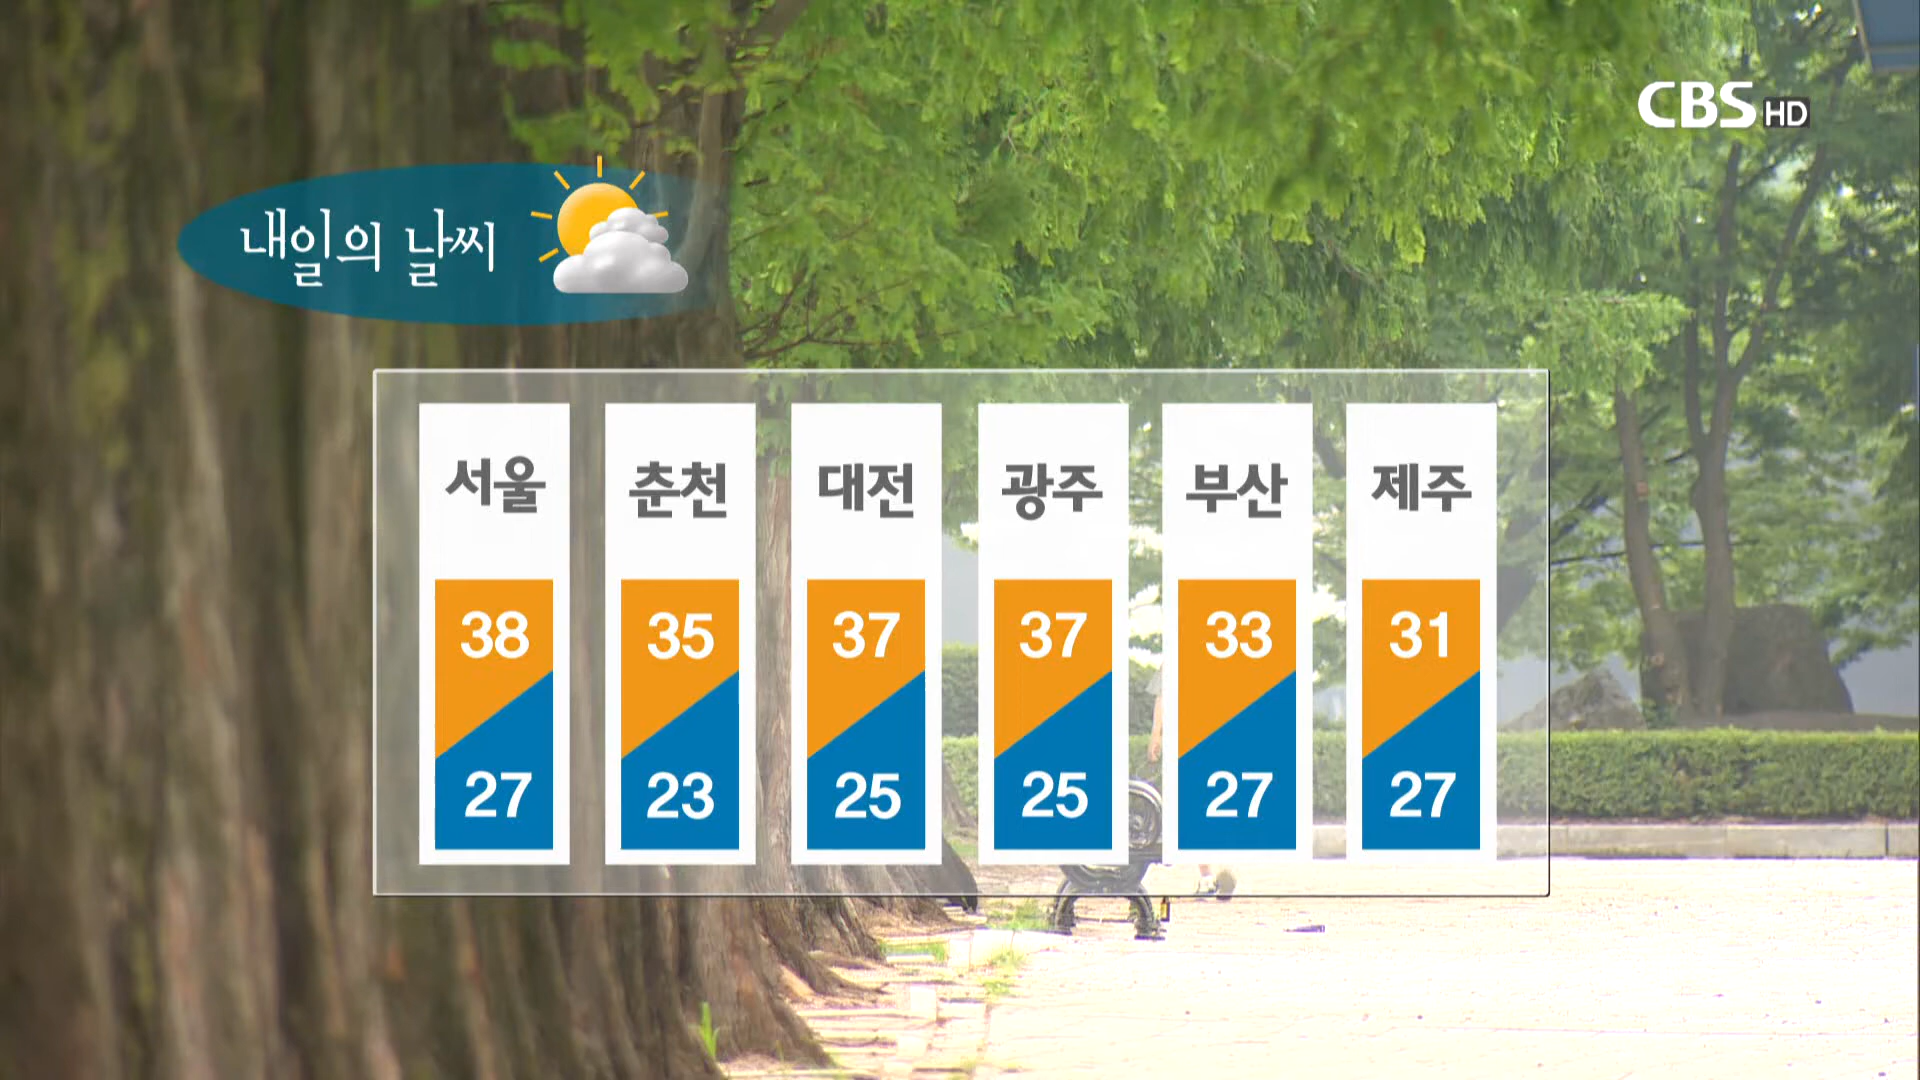 CBS HD
내일의 날씨
서울 춘천 대전 광주 부산 제주
38 35 37 37 33 31
27 23 25 25 27 27